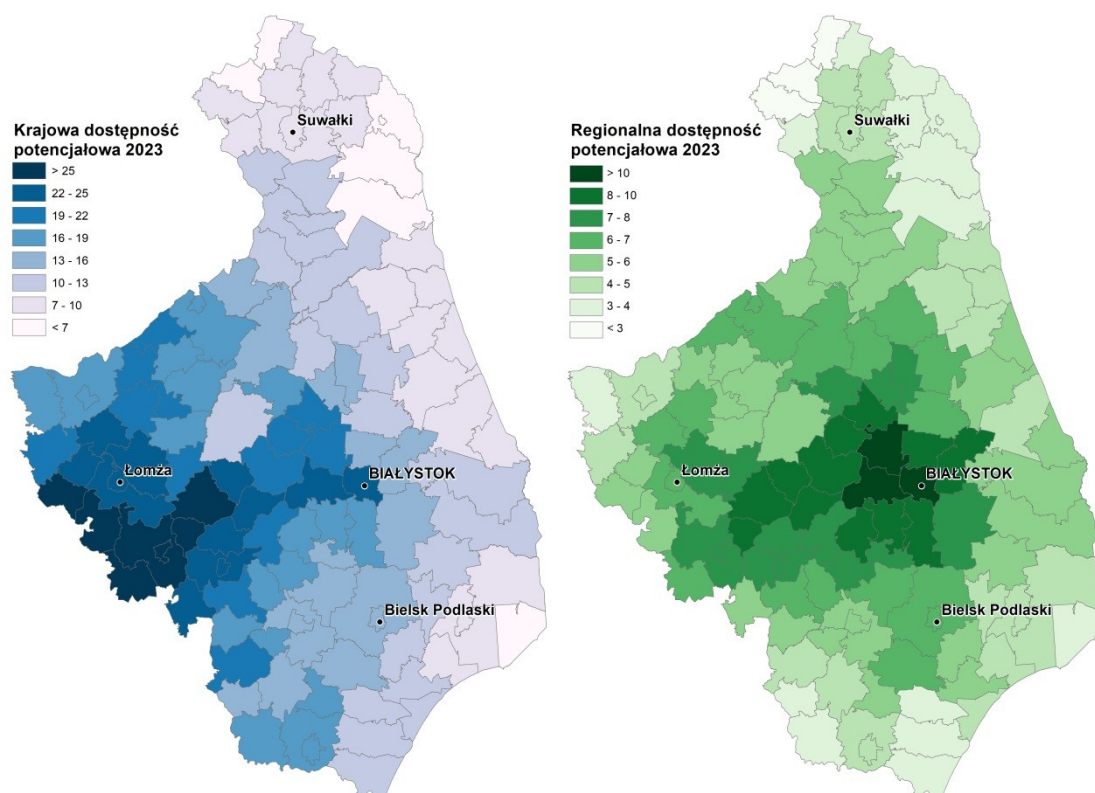 Krajowa dostępność
potencjałowa 2023
> 25
22 - 25
19 - 22
16 - 19
13 - 16
10 - 13
7 - 10
< 7
Suwałki
Łomża
BIAŁYSTOK
Bielsk Podlaski
Regionalna dostępność
potencjałowa 2023
> 10
8 - 10
7 - 8
6 - 7
5 - 6
4 - 5
3 - 4
< 3
Suwałki
Łomża
BIAŁYSTOK
Bielsk Podlaski